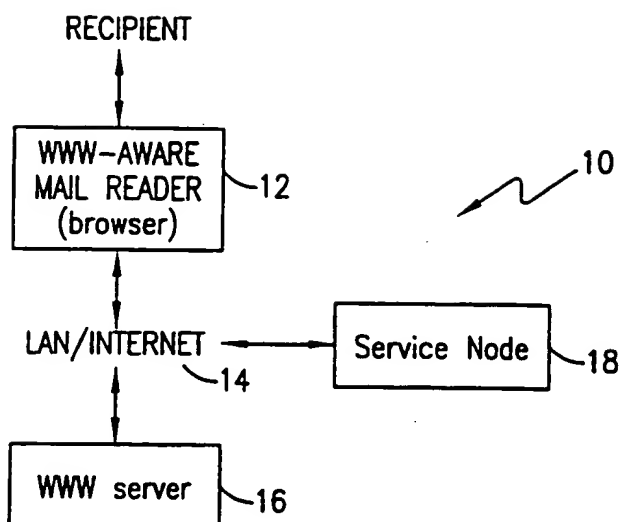 RECIPIENT
WWW-AWARE
MAIL READER
(browser)
12
10
LAN/INTERNET
14
Service Node
18
WWW server
16